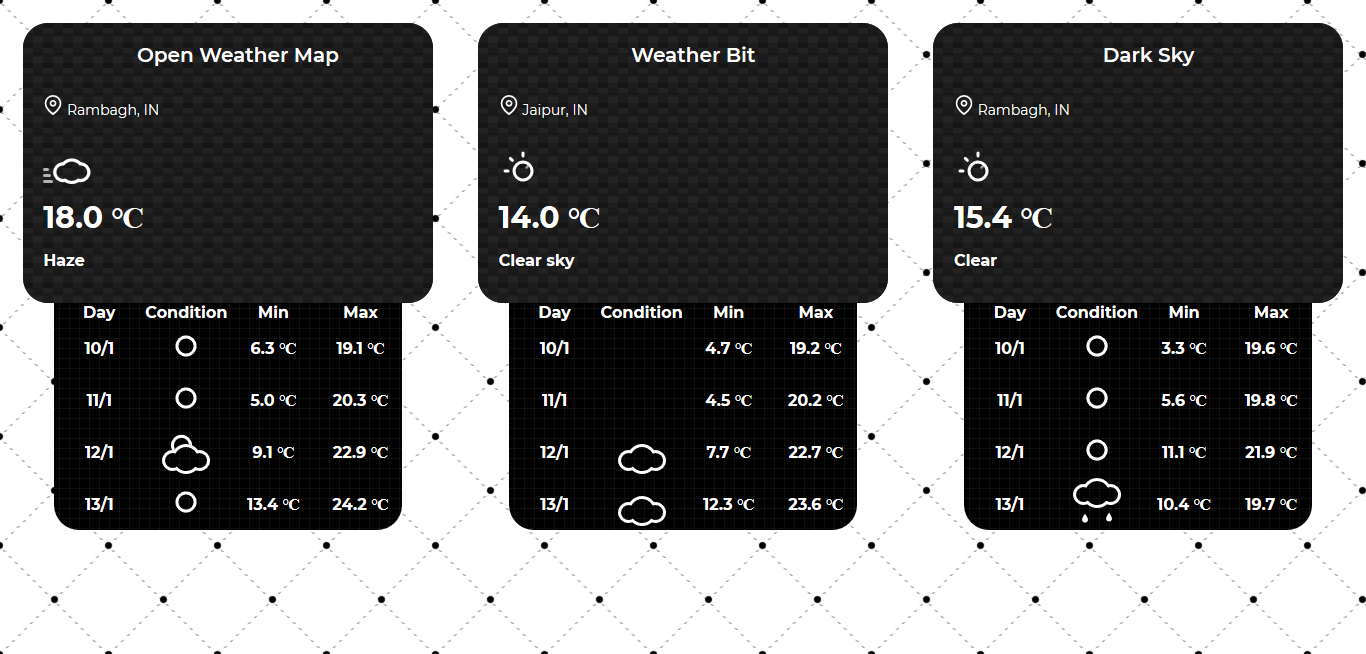 Open Weather Map
Rambagh, IN
18.0 °C
Haze
Day Condition Min Max
10/1 6.3 °C 19.1 °C
11/1 5.0 °C 20.3 °C
12/1 9.1 °C 22.9 °C
13/1 13.4 °C 24.2 °C
Weather Bit
Jaipur, IN
14.0 °C
Clear sky
Day Condition Min Max
10/1 4.7 °C 19.2 °C
11/1 4.5 °C 20.2 °C
12/1 7.7 °C 22.7 °C
13/1 12.3 °C 23.6 °C
Dark Sky
Rambagh, IN
15.4 °C
Clear
Day Condition Min Max
10/1 3.3 °C 19.6 °C
11/1 5.6 °C 19.8 °C
12/1 11.1 °C 21.9 °C
13/1 10.4 °C 19.7 °C